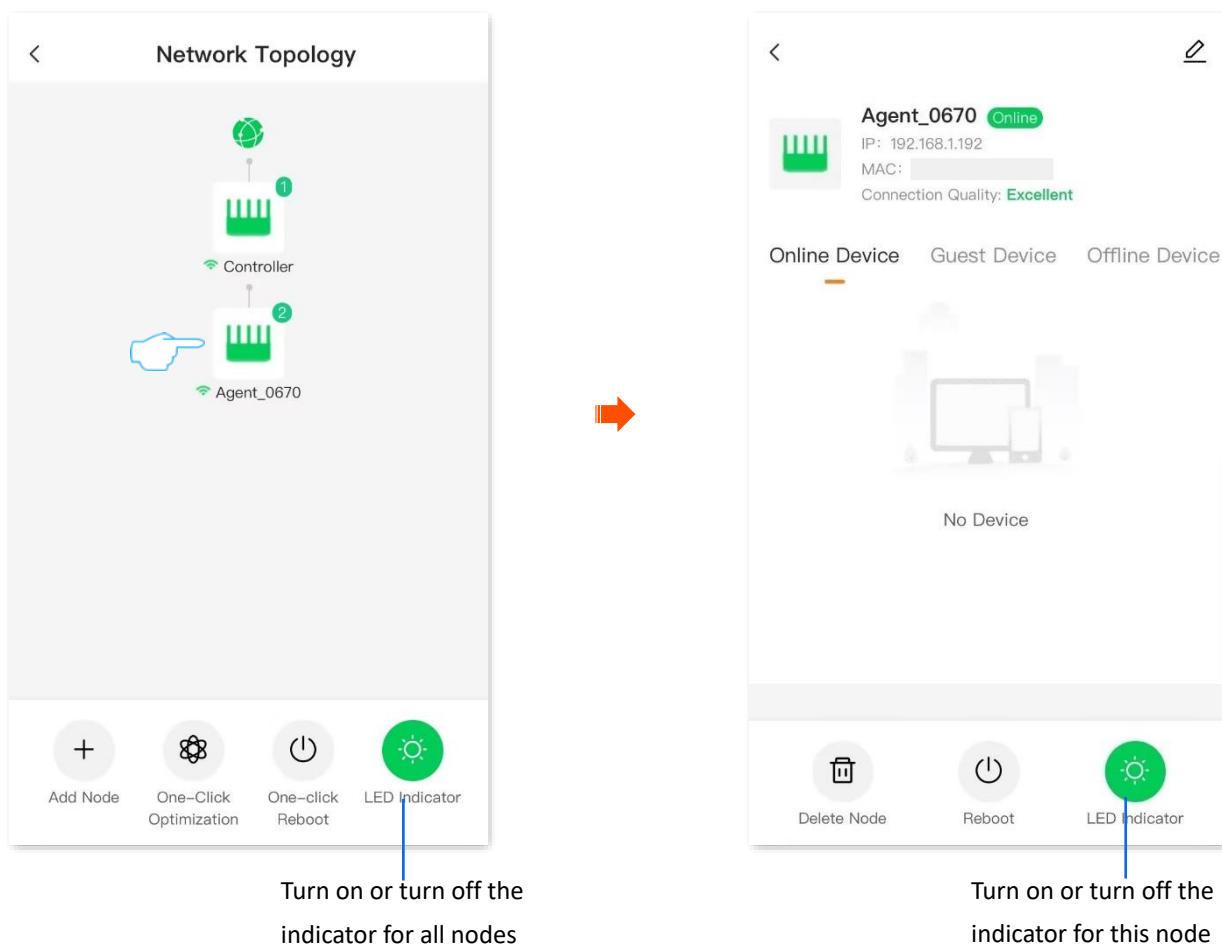 Network Topology
1
Controller
2
Agent_0670
Add Node
One-Click
Optimization
One-click
Reboot
LED Indicator
Turn on or turn off the
indicator for all nodes
Agent_0670 Online
IP: 192.168.1.192
MAC:
Connection Quality: Excellent
Online Device Guest Device Offline Device
No Device
Delete Node
Reboot
LED Indicator
Turn on or turn off the
indicator for this node